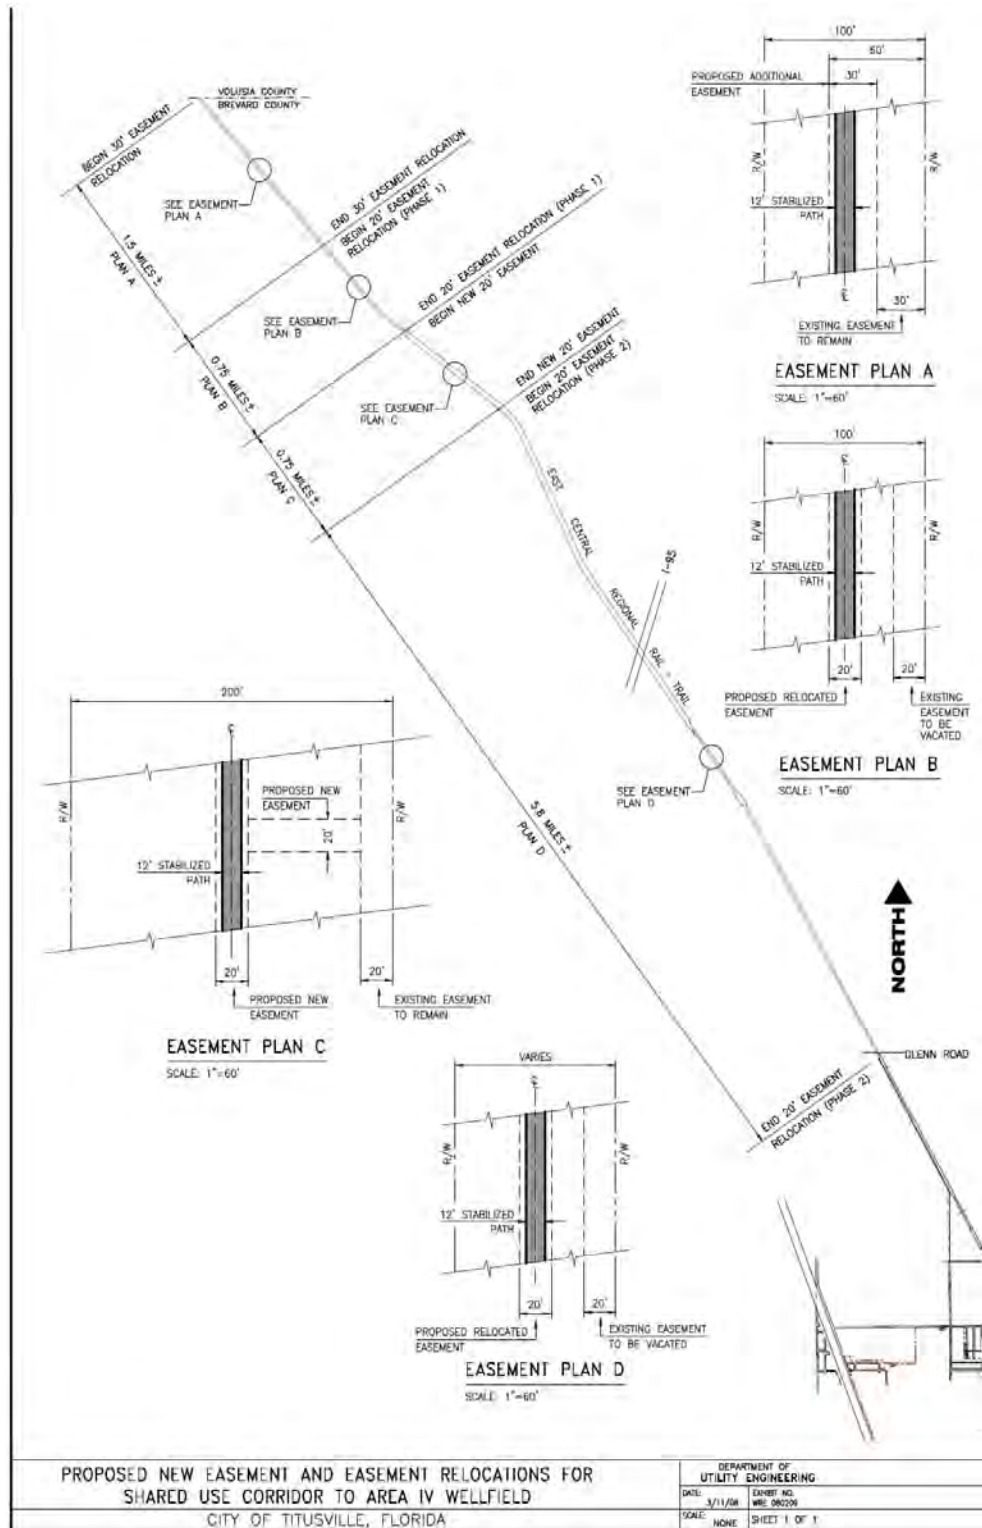 VOLUSIA COUNTY
BREVARD COUNTY
BEGIN 30' EASEMENT
RELOCATION
SEE EASEMENT
PLAN A
END 30' EASEMENT RELOCATION
BEGIN 20' EASEMENT
RELOCATION (PHASE 1)
1.5 MILES ±
PLAN A
SEE EASEMENT
PLAN B
END 20' EASEMENT RELOCATION (PHASE 1)
BEGIN NEW 20' EASEMENT
0.75 MILES ±
PLAN B
SEE EASEMENT
PLAN C
END NEW 20' EASEMENT
BEGIN 20' EASEMENT
RELOCATION (PHASE 2)
0.75 MILES ±
PLAN C
EAST
CENTRAL
REGIONAL
RAIL - TRAIL
I-95
SEE EASEMENT
PLAN D
5.8 MILES ±
PLAN D
NORTH
GLENN ROAD
END 20' EASEMENT
RELOCATION (PHASE 2)
100'
60'
PROPOSED ADDITIONAL
EASEMENT
30'
R/W
R/W
12' STABILIZED
PATH
℄
30'
EXISTING EASEMENT
TO REMAIN
EASEMENT PLAN A
SCALE: 1"=60'
100'
℄
R/W
R/W
12' STABILIZED
PATH
20'
20'
PROPOSED RELOCATED
EASEMENT
EXISTING
EASEMENT
TO BE
VACATED
EASEMENT PLAN B
SCALE: 1"=60'
200'
℄
PROPOSED NEW
EASEMENT
R/W
R/W
20'
12' STABILIZED
PATH
20'
20'
PROPOSED NEW
EASEMENT
EXISTING EASEMENT
TO REMAIN
EASEMENT PLAN C
SCALE: 1"=60'
VARIES
℄
R/W
R/W
12' STABILIZED
PATH
20'
20'
PROPOSED RELOCATED
EASEMENT
EXISTING EASEMENT
TO BE VACATED
EASEMENT PLAN D
SCALE: 1"=60'
PROPOSED NEW EASEMENT AND EASEMENT RELOCATIONS FOR
SHARED USE CORRIDOR TO AREA IV WELLFIELD
CITY OF TITUSVILLE, FLORIDA
DEPARTMENT OF
UTILITY ENGINEERING
DATE: 3/11/08
EXHIBIT NO.
WRE 080209
SCALE: NONE
SHEET 1 OF 1